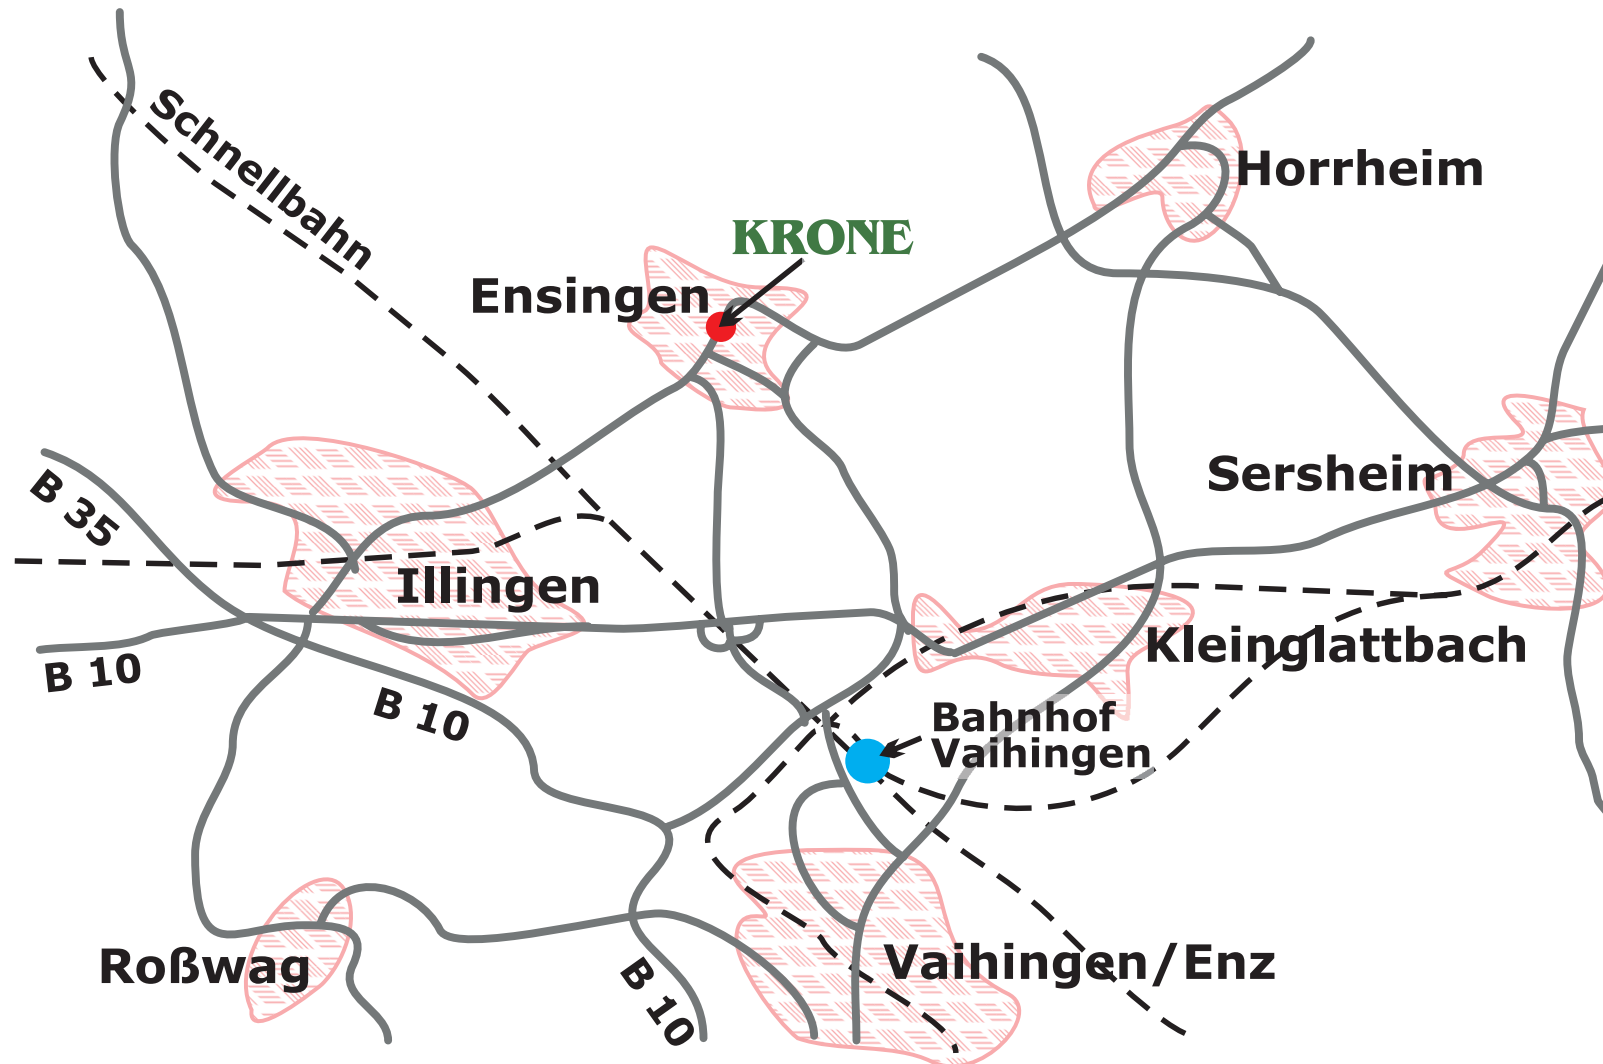 Schnellbahn
Horrheim
KRONE
Ensingen
Sersheim
B 35
Illingen
Kleinglattbach
B 10
B 10
Bahnhof
Vaihingen
Roßwag
Vaihingen/Enz
B 10